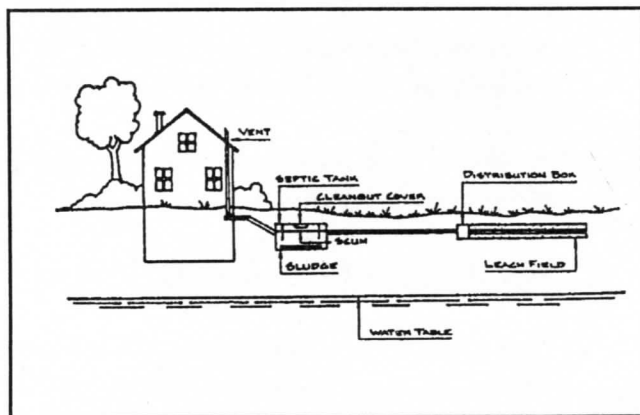 VENT
SEPTIC TANK
CLEANOUT COVER
DISTRIBUTION BOX
SCUM
SLUDGE
LEACH FIELD
WATER TABLE